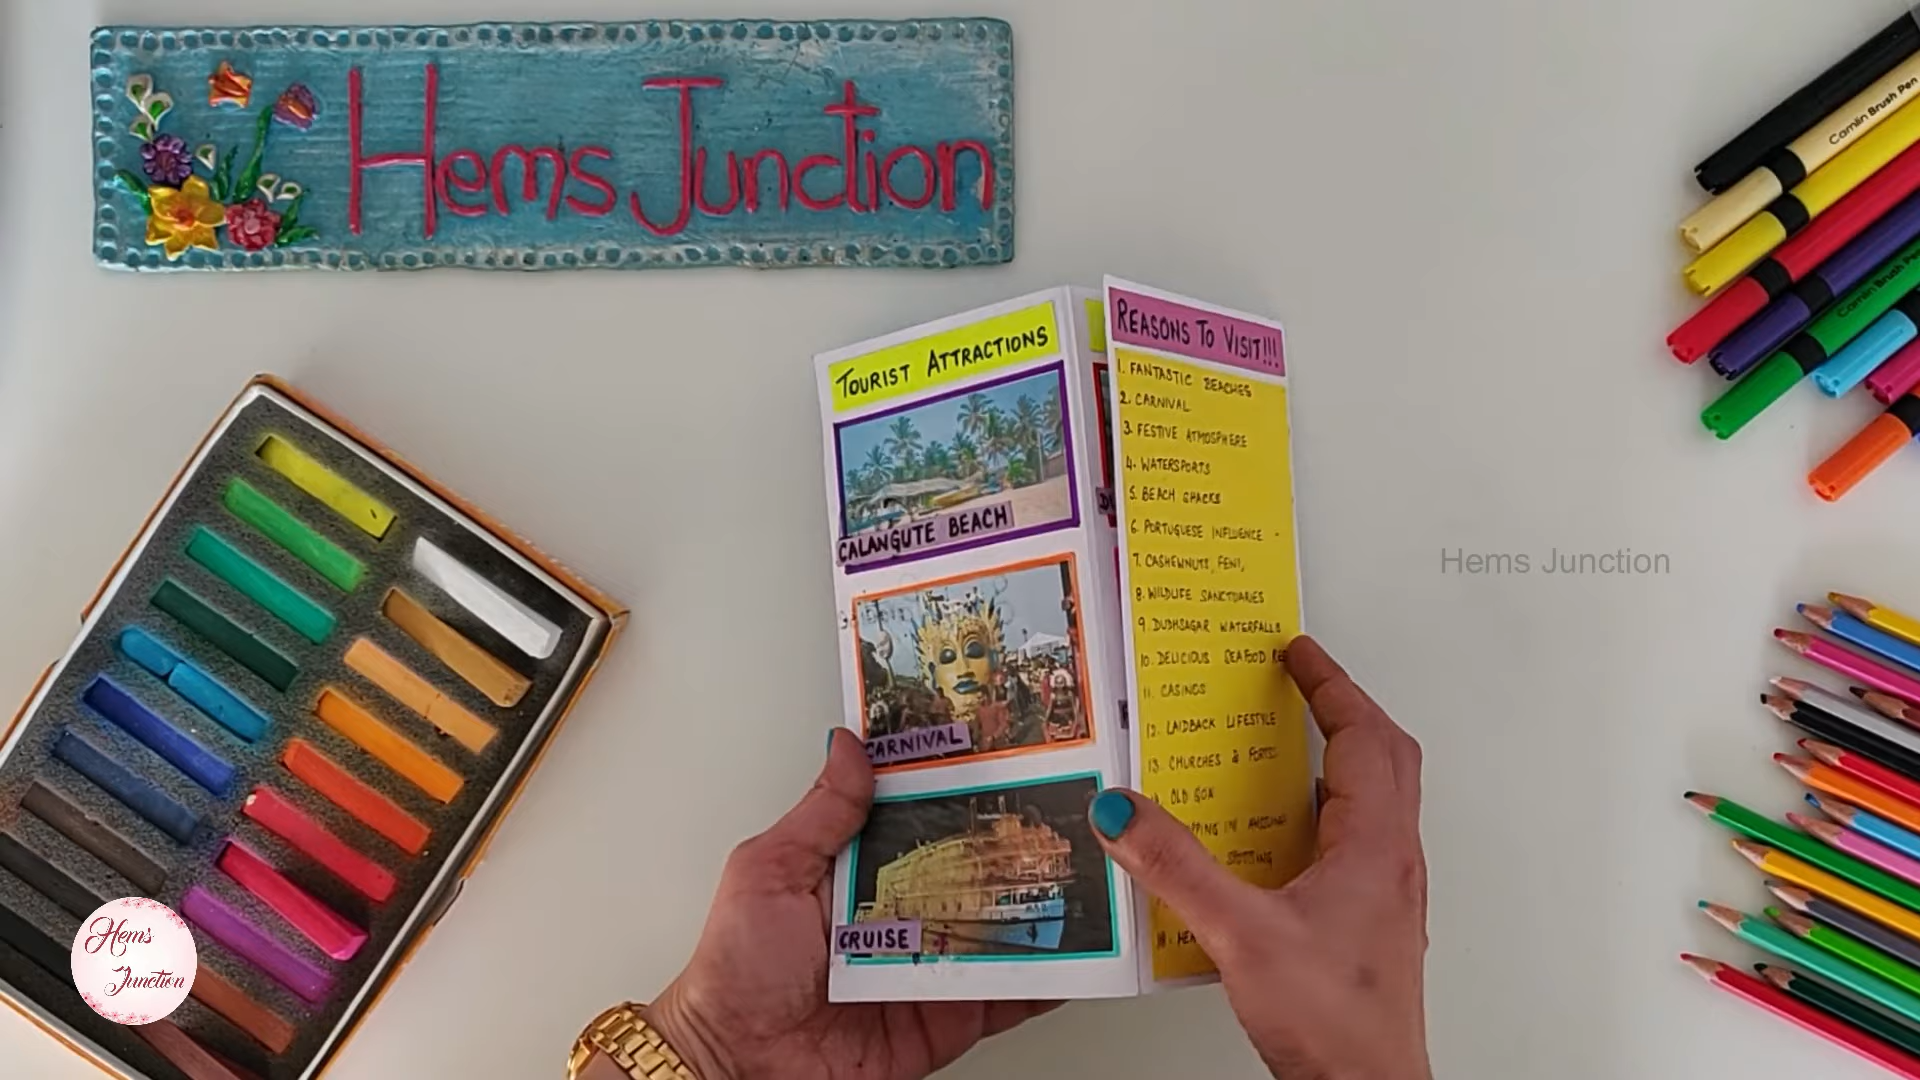 Hems Junction
Camlin Brush Pen
Camlin Brush Pen
TOURIST ATTRACTIONS
CALANGUTE BEACH
CARNIVAL
CRUISE
REASONS TO VISIT!!!
1. FANTASTIC BEACHES
2. CARNIVAL
3. FESTIVE ATMOSPHERE
4. WATERSPORTS
5. BEACH SHACKS
6. PORTUGUESE INFLUENCE -
7. CASHEWNUTS, FENI,
8. WILDLIFE SANCTUARIES
9. DUDHSAGAR WATERFALLS
10. DELICIOUS SEAFOOD
11. CASINOS
12. LAIDBACK LIFESTYLE
13. CHURCHES & FORTS
OLD GOA
Hems Junction
Hems
Junction